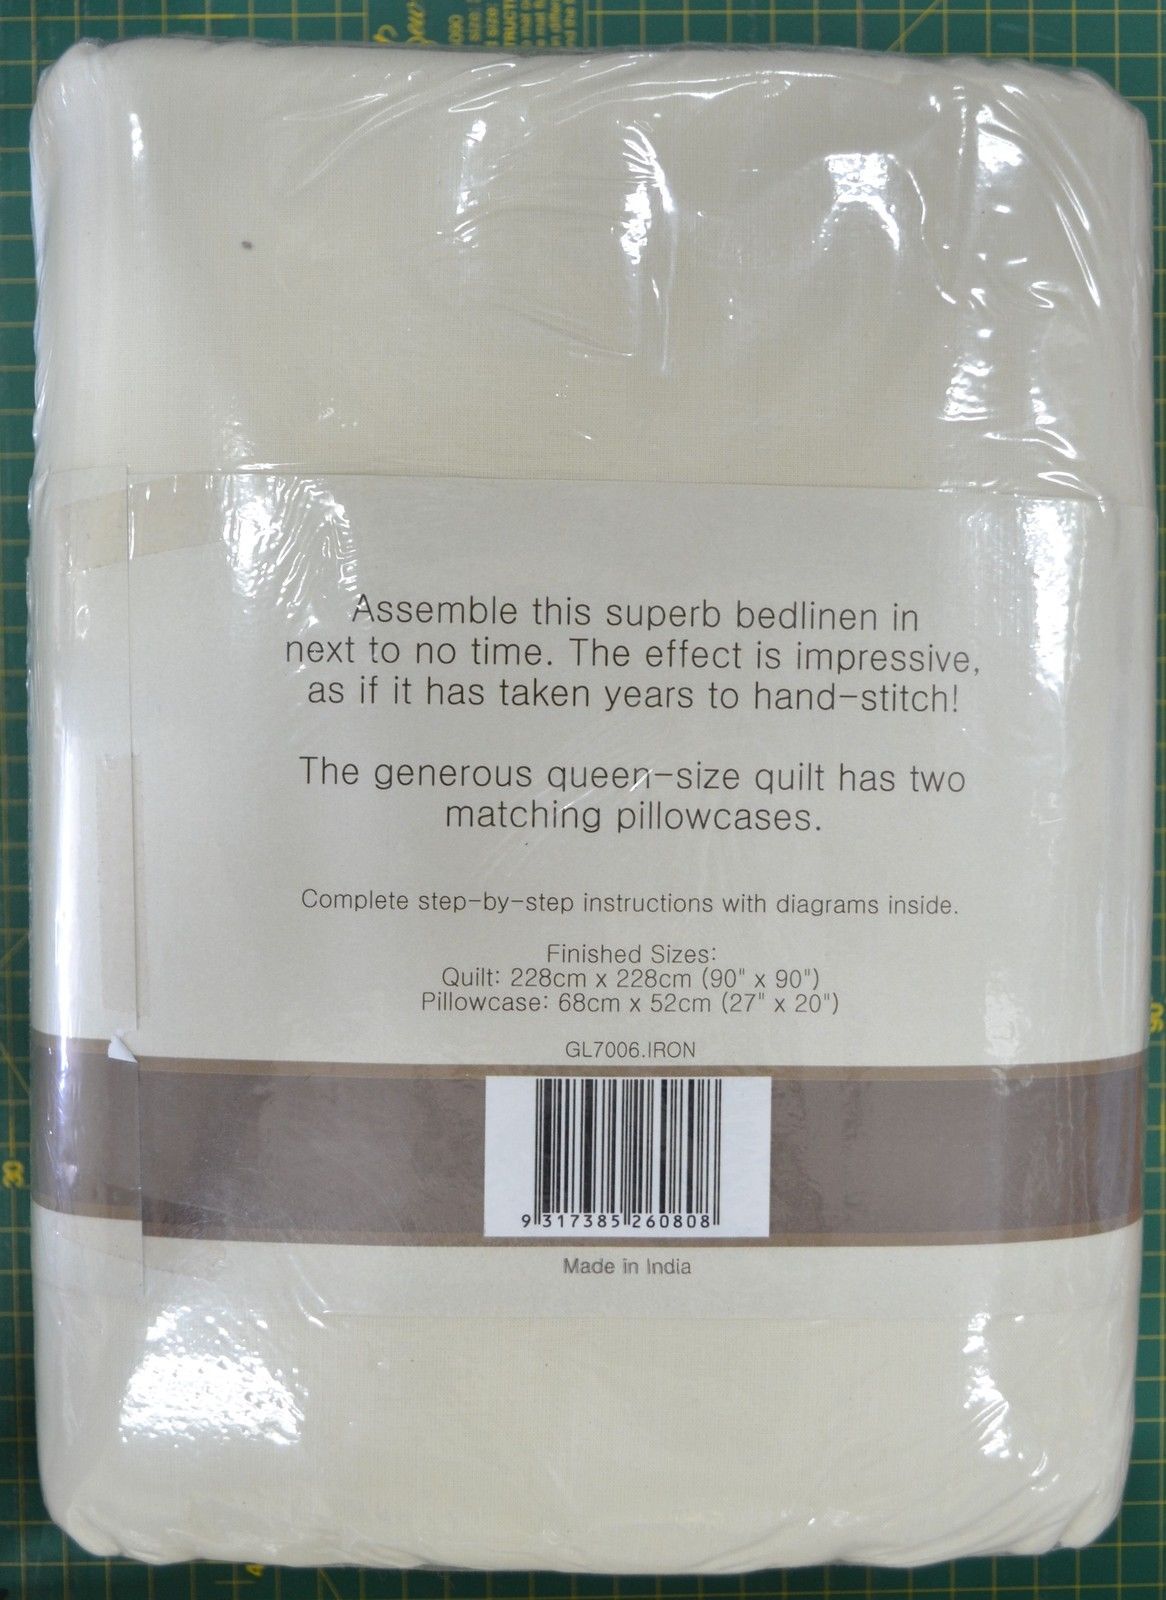 Assemble this superb bedlinen in
next to no time. The effect is impressive,
as if it has taken years to hand-stitch!
The generous queen-size quilt has two
matching pillowcases.
Complete step-by-step instructions with diagrams inside.
Finished Sizes:
Quilt: 228cm x 228cm (90" x 90")
Pillowcase: 68cm x 52cm (27" x 20")
GL7006.IRON
9 317385 260808
Made in India
30
90